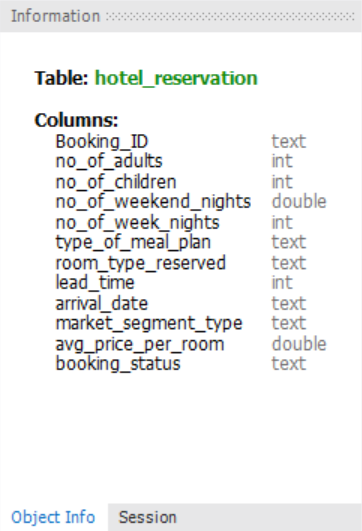 Information
Table: hotel_reservation
Columns:
Booking_ID text
no_of_adults int
no_of_children int
no_of_weekend_nights double
no_of_week_nights int
type_of_meal_plan text
room_type_reserved text
lead_time int
arrival_date text
market_segment_type text
avg_price_per_room double
booking_status text
Object Info Session